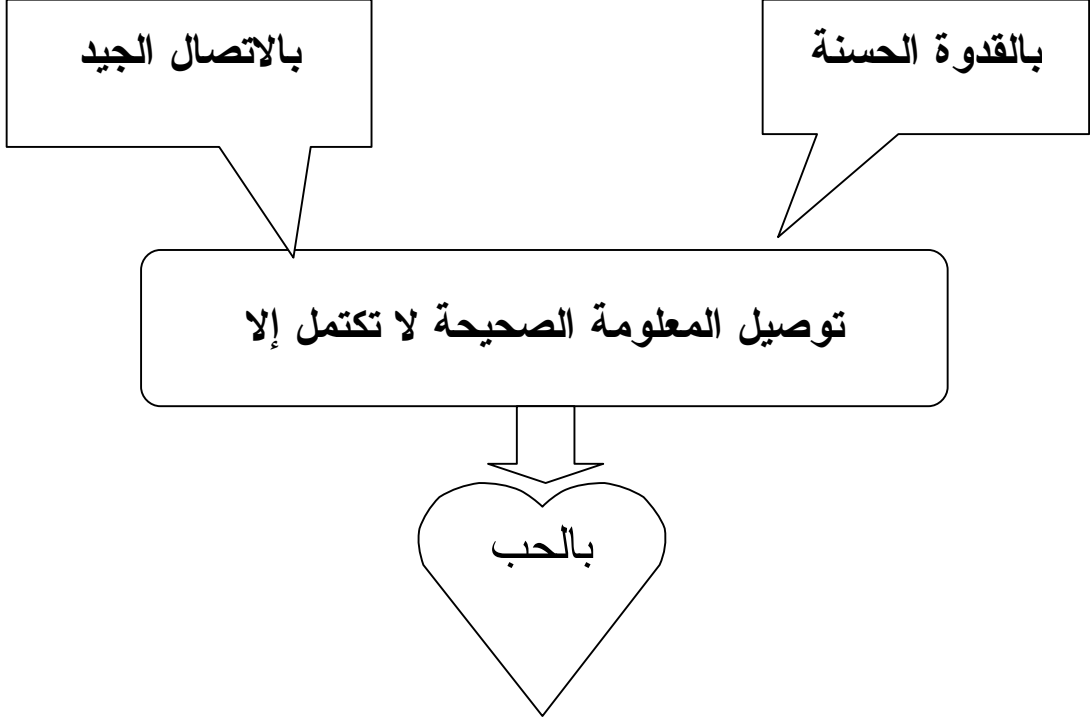 بالقدوة الحسنة
بالاتصال الجيد
توصيل المعلومة الصحيحة لا تكتمل إلا
بالحب